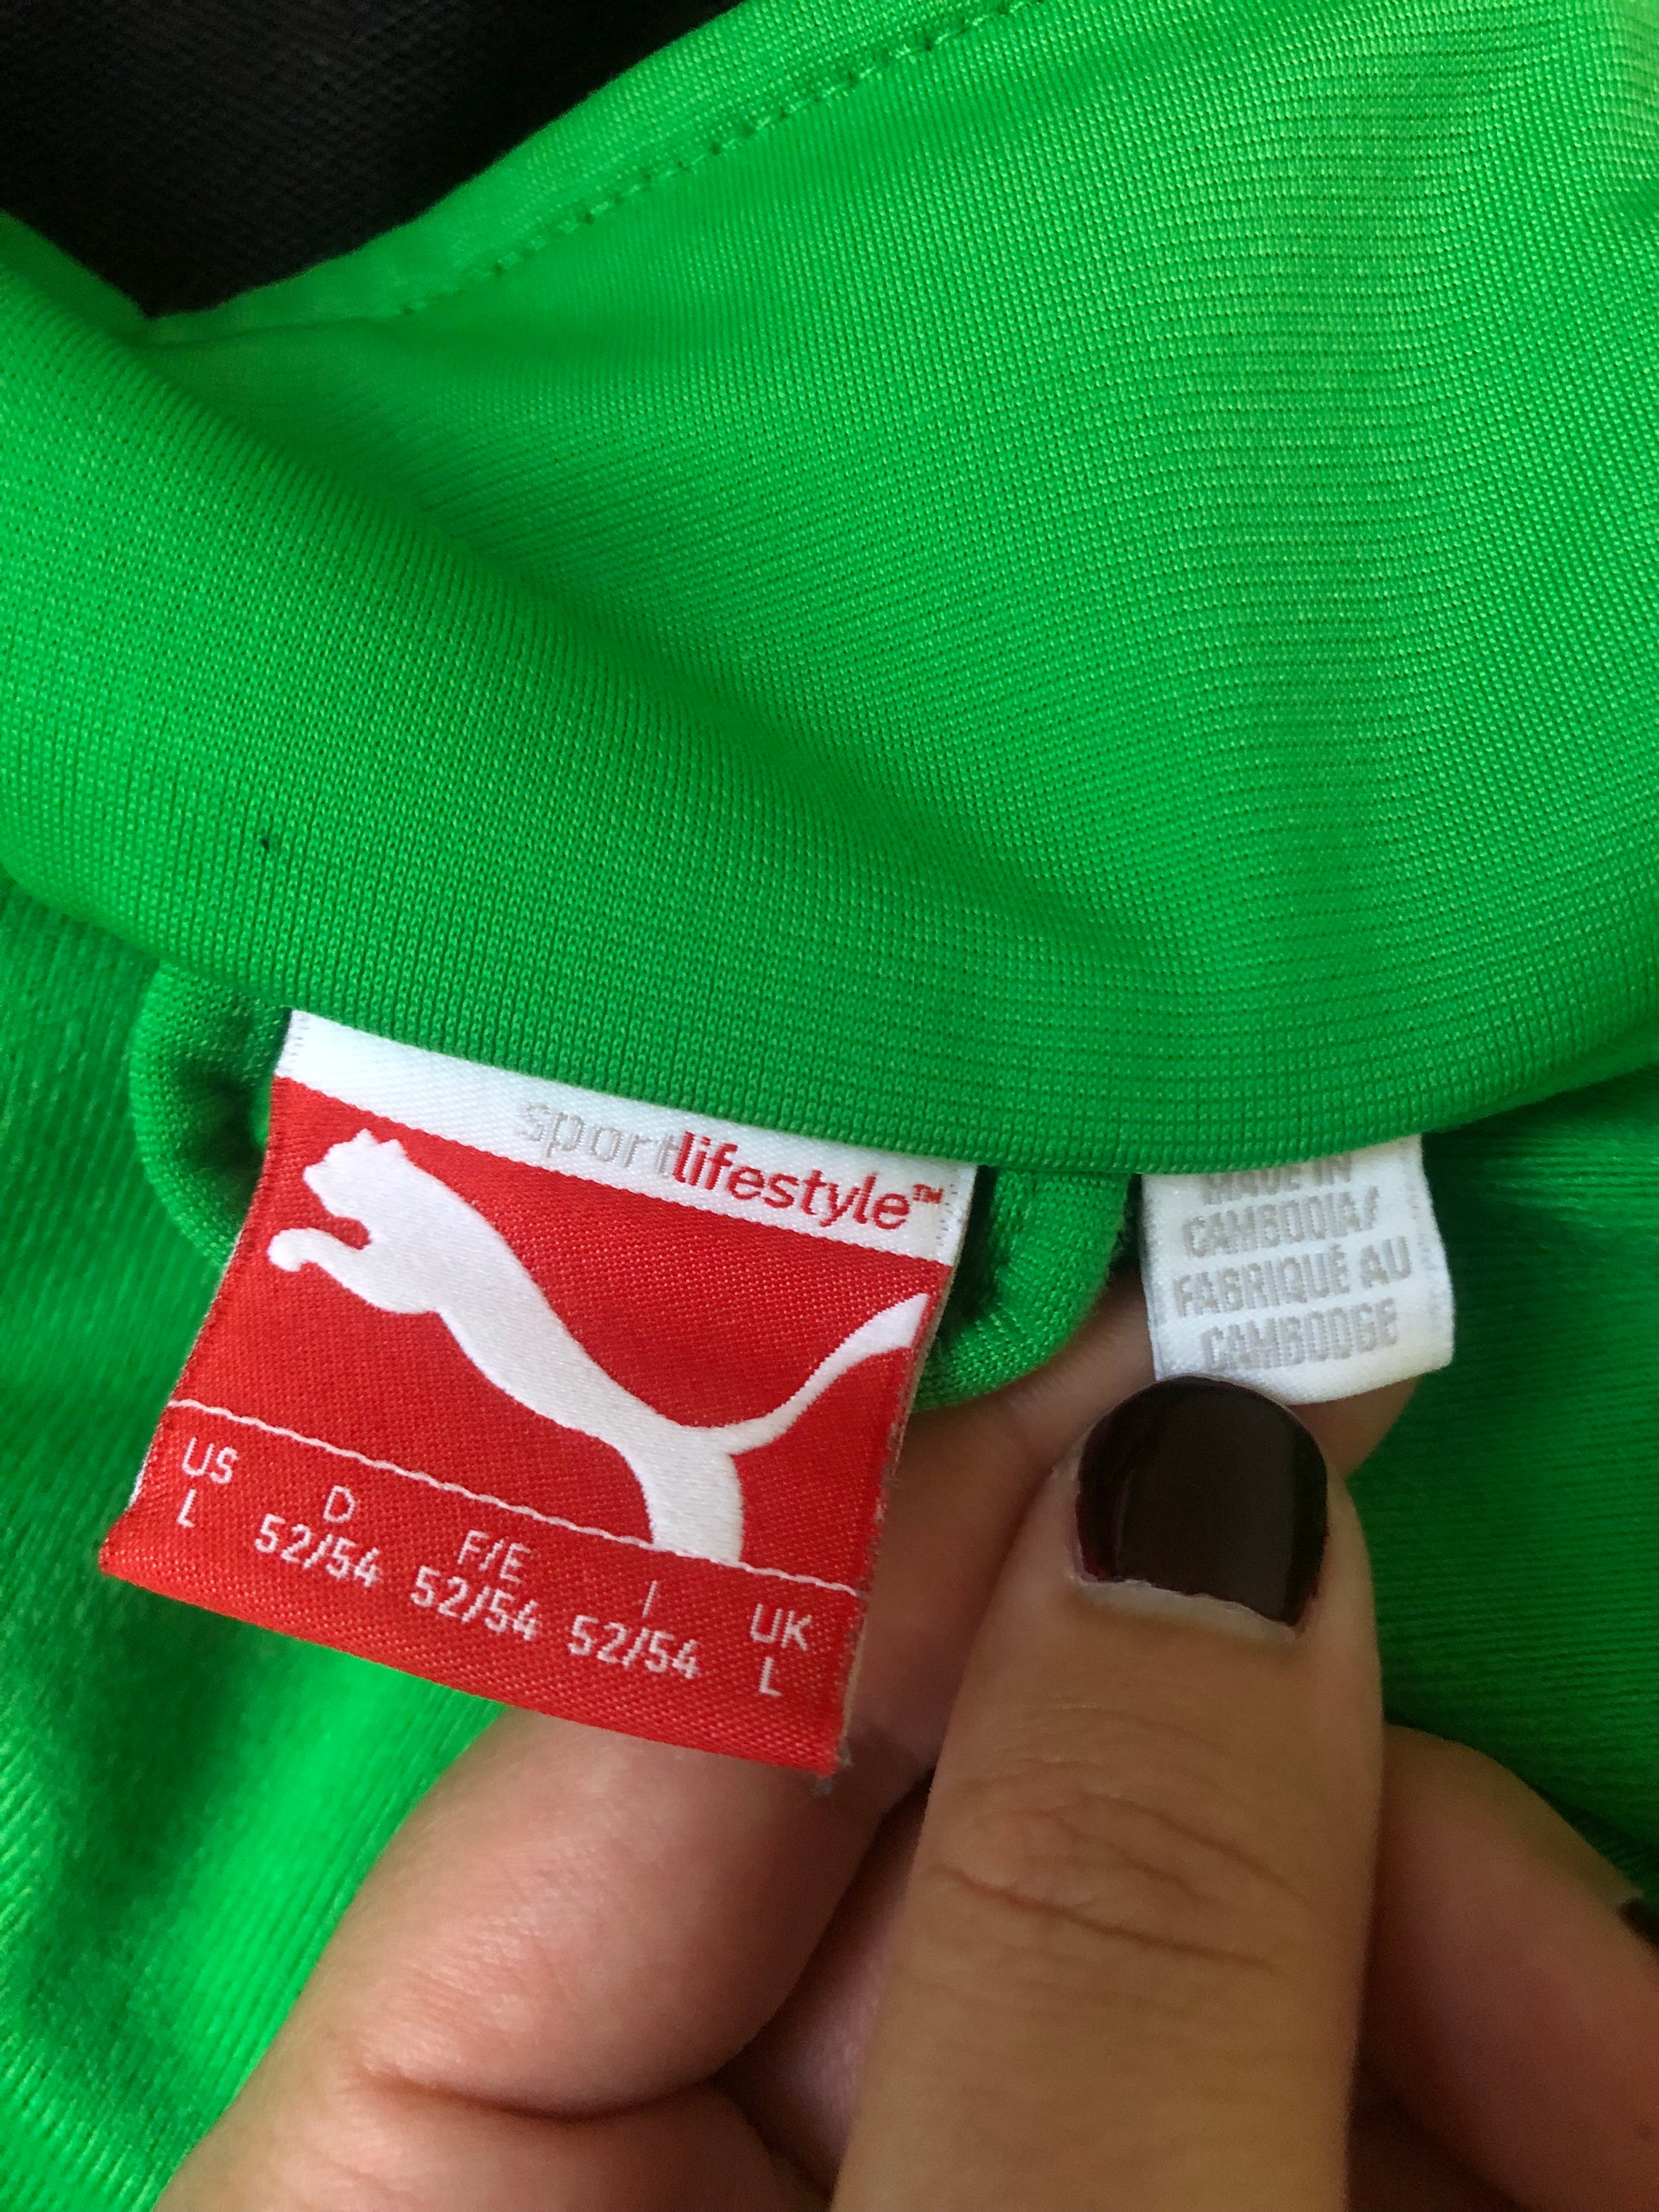 sportlifestyle™
US D F/E I UK
L 52/54 52/54 52/54 L
MADE IN
CAMBODIA/
FABRIQUÉ AU
CAMBODGE